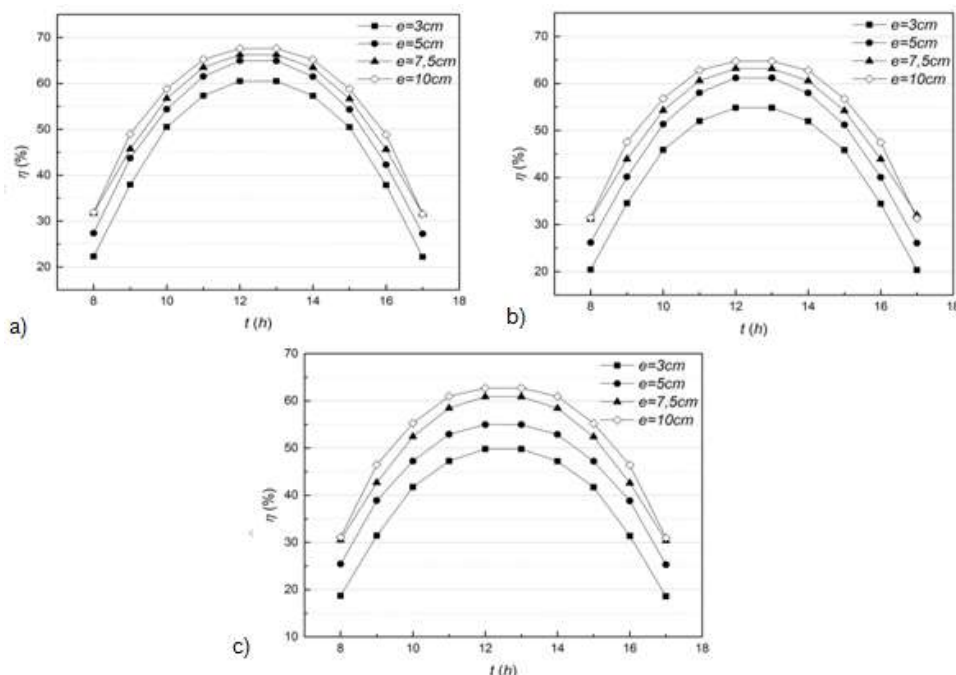 70
60
50
40
30
20
η (%)
8 10 12 14 16 18
t (h)
e=3cm
e=5cm
e=7,5cm
e=10cm
a)
70
60
50
40
30
20
η (%)
8 10 12 14 16 18
t (h)
e=3cm
e=5cm
e=7,5cm
e=10cm
b)
70
60
50
40
30
20
10
η (%)
8 10 12 14 16 18
t (h)
e=3cm
e=5cm
e=7,5cm
e=10cm
c)